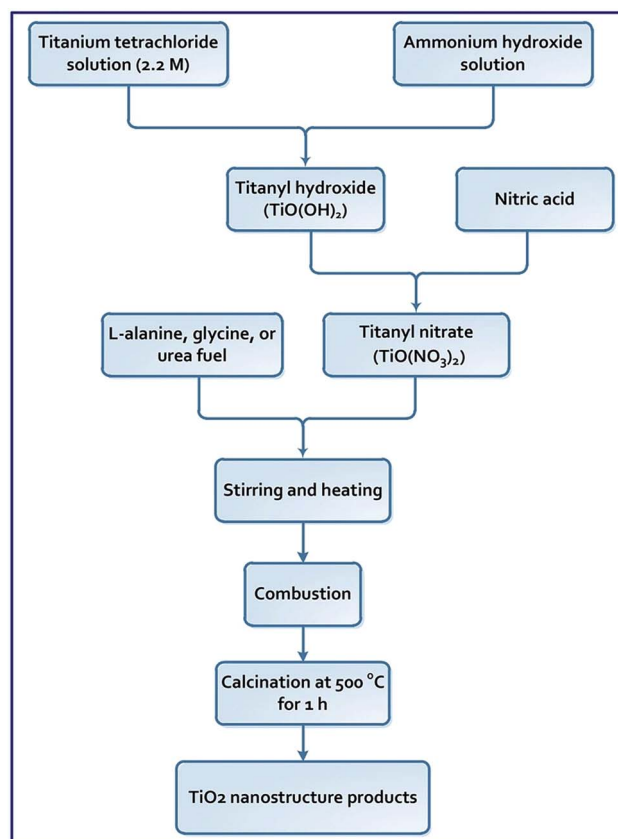 Titanium tetrachloride
solution (2.2 M)
Ammonium hydroxide
solution
Titanyl hydroxide
(TiO(OH)₂)
Nitric acid
L-alanine, glycine, or
urea fuel
Titanyl nitrate
(TiO(NO₃)₂)
Stirring and heating
Combustion
Calcination at 500 °C
for 1 h
TiO2 nanostructure products